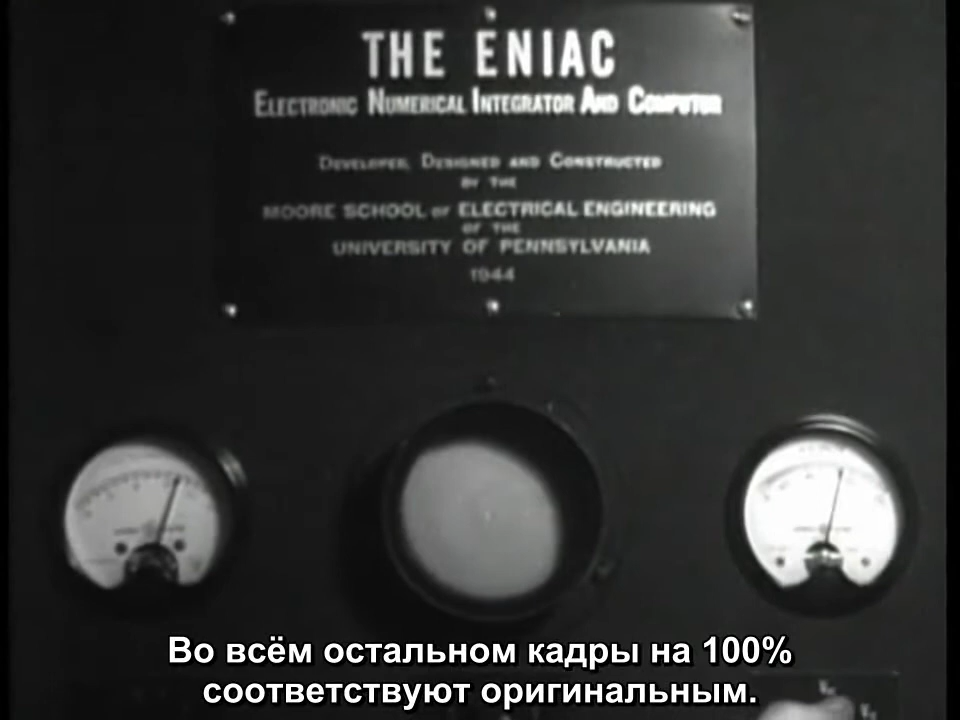 THE ENIAC
ELECTRONIC NUMERICAL INTEGRATOR AND COMPUTER
DEVELOPED, DESIGNED AND CONSTRUCTED
BY THE
MOORE SCHOOL OF ELECTRICAL ENGINEERING
OF THE
UNIVERSITY OF PENNSYLVANIA
1944
Во всём остальном кадры на 100%
соответствуют оригинальным.